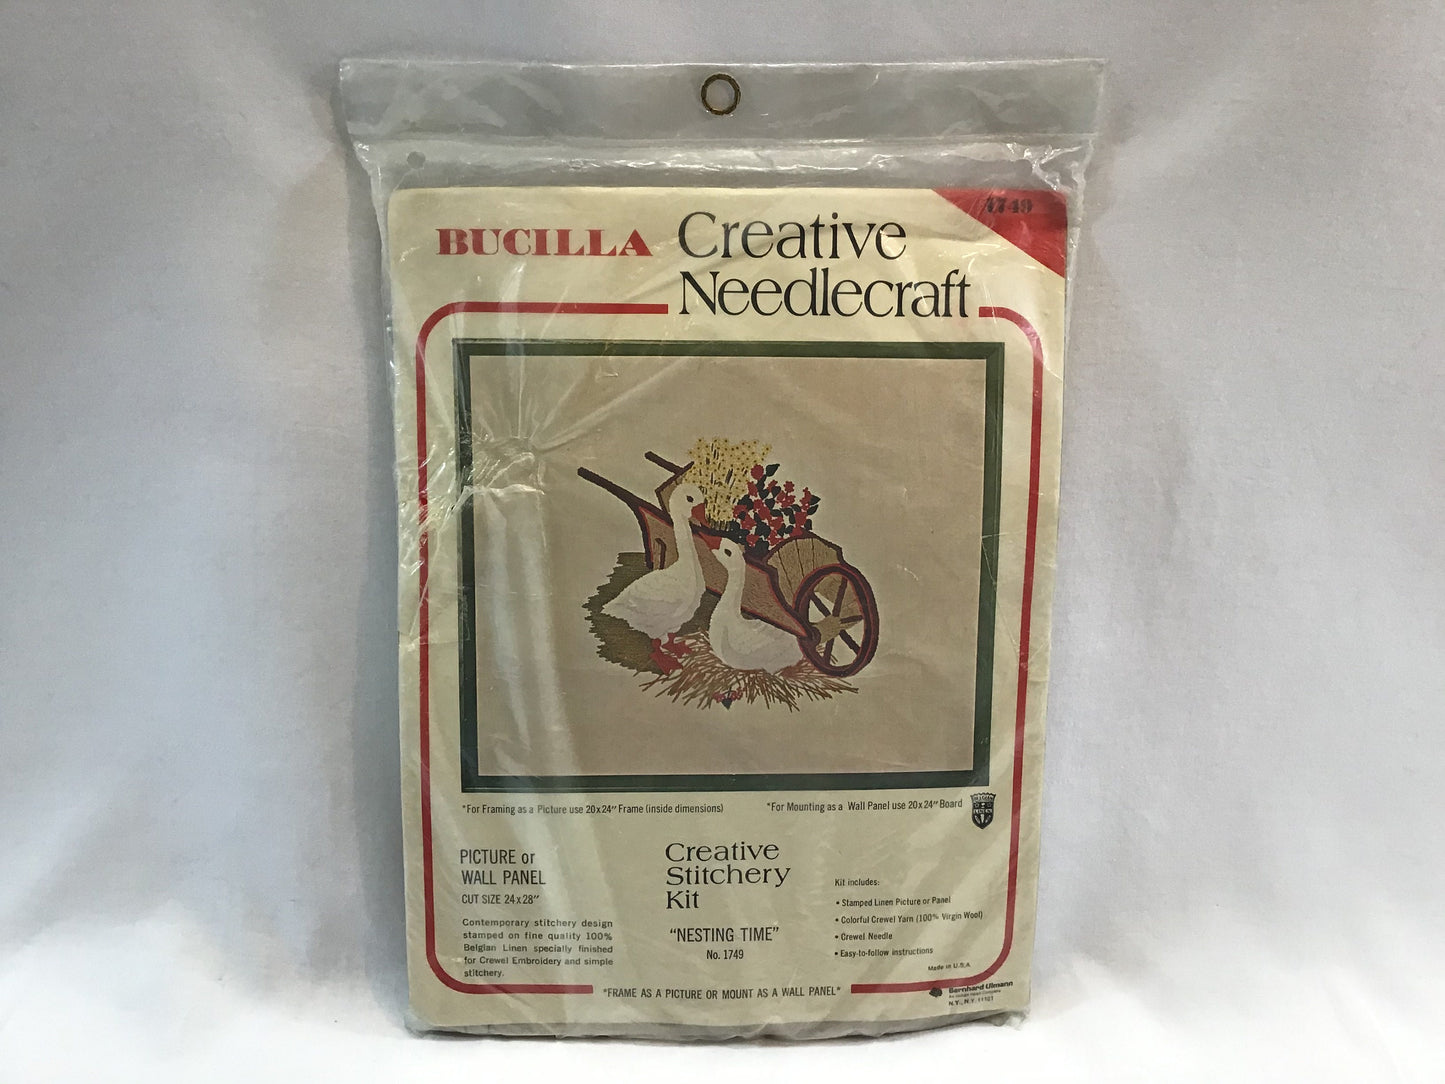 1749
BUCILLA Creative
Needlecraft
*For Framing as a Picture use 20x24" Frame (inside dimensions)
*For Mounting as a Wall Panel use 20x24" Board
BELGIAN
LINEN
PICTURE or
WALL PANEL
CUT SIZE 24x28"
Contemporary stitchery design
stamped on fine quality 100%
Belgian Linen specially finished
for Crewel Embroidery and simple
stitchery.
Creative
Stitchery
Kit
"NESTING TIME"
No. 1749
Kit includes:
• Stamped Linen Picture or Panel
• Colorful Crewel Yarn (100% Virgin Wool)
• Crewel Needle
• Easy-to-follow instructions
Made in U.S.A.
*FRAME AS A PICTURE OR MOUNT AS A WALL PANEL*
Bernhard Ulmann
N.Y., N.Y. 11101